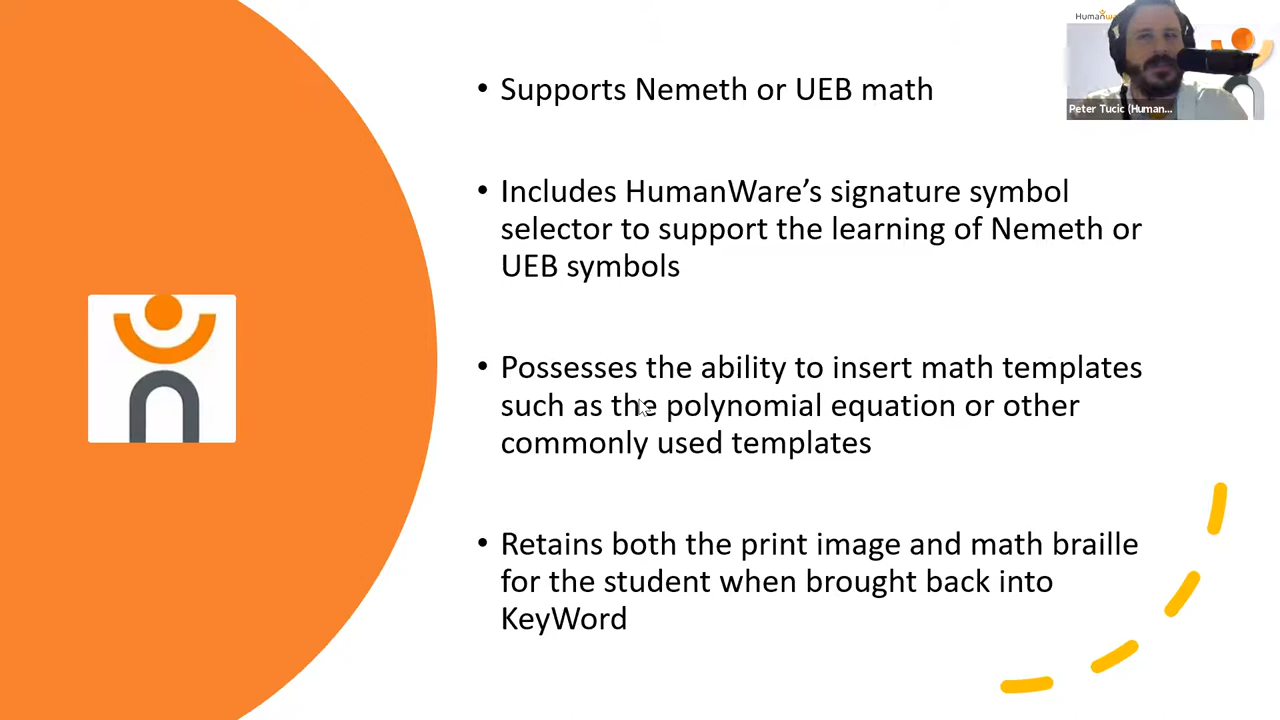 • Supports Nemeth or UEB math
• Includes HumanWare’s signature symbol
selector to support the learning of Nemeth or
UEB symbols
• Possesses the ability to insert math templates
such as the polynomial equation or other
commonly used templates
• Retains both the print image and math braille
for the student when brought back into
KeyWord
Peter Tucic (Human...